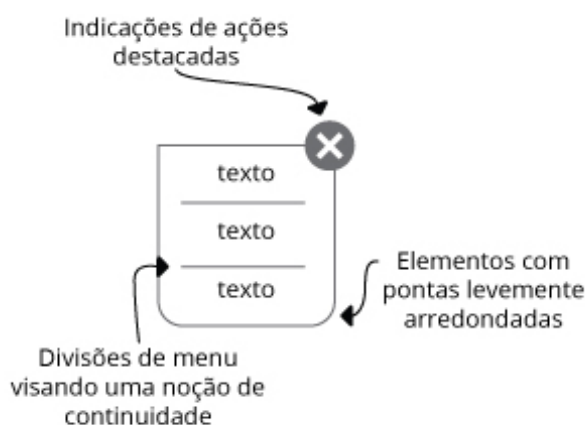 Indicações de ações
destacadas
texto
texto
texto
Elementos com
pontas levemente
arredondadas
Divisões de menu
visando uma noção de
continuidade